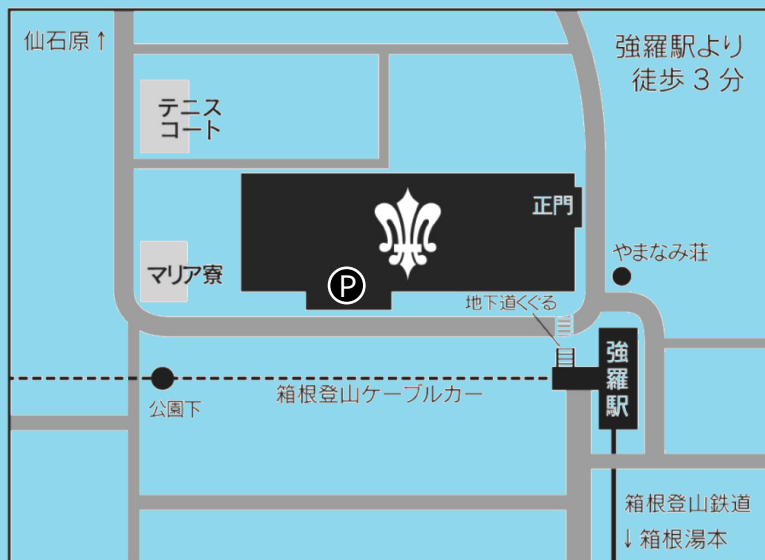 仙石原↑
強羅駅より
徒歩3分
テニス
コート
正門
マリア寮
P
やまなみ荘
地下道くぐる
強羅駅
箱根登山ケーブルカー
公園下
箱根登山鉄道
↓箱根湯本